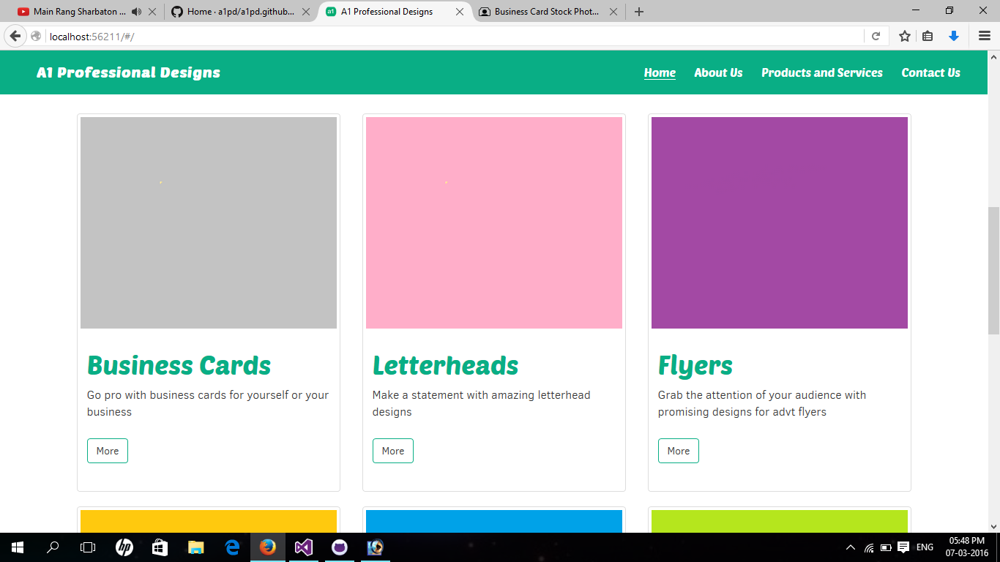 Main Rang Sharbaton ...
Home · a1pd/a1pd.github...
a1
A1 Professional Designs
Business Card Stock Phot...
localhost:56211/#/
A1 Professional Designs
Home
About Us
Products and Services
Contact Us
Business Cards
Go pro with business cards for yourself or your
business
More
Letterheads
Make a statement with amazing letterhead
designs
More
Flyers
Grab the attention of your audience with
promising designs for advt flyers
More
hp
ENG
05:48 PM
07-03-2016